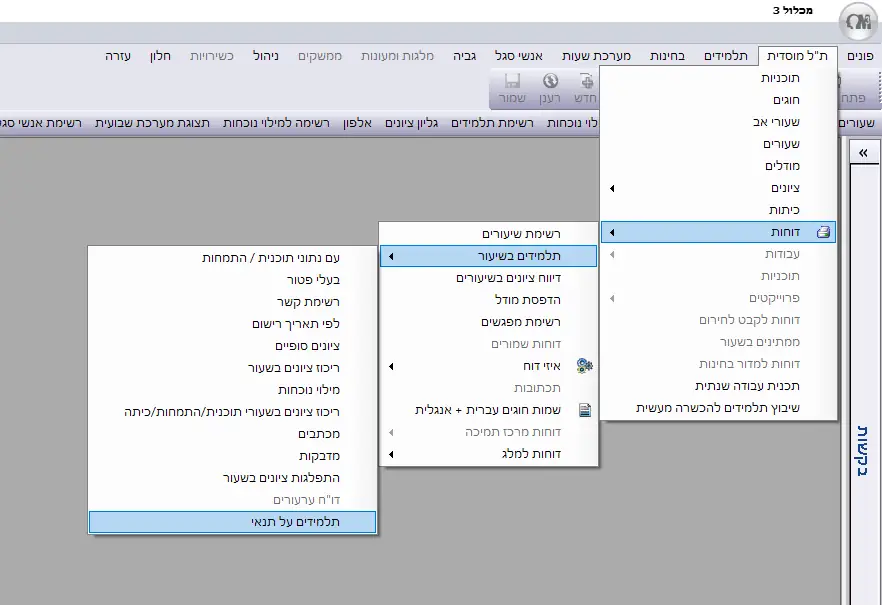 מכלול 3
פונים ת"ל מוסדית תלמידים בחינות מערכת שעות אנשי סגל גביה מלגות ומעונות ממשקים ניהול כשירויות חלון עזרה
פתח חדש רענן שמור
שעורים לוי נוכחות רשימת תלמידים גליון ציונים אלפון רשימה למילוי נוכחות תצוגת מערכת שבועית רשימת אנשי סגל
תוכניות
חוגים
שעורי אב
שעורים
מודלים
ציונים
כיתות
דוחות
עבודות
תוכניות
פרוייקטים
דוחות לקבט לחירום
ממתינים בשעור
דוחות למדור בחינות
תכנית עבודה שנתית
שיבוץ תלמידים להכשרה מעשית
רשימת שיעורים
תלמידים בשיעור
דיווח ציונים בשיעורים
הדפסת מודל
רשימת מפגשים
דוחות שמורים
איזי דוח
תכתובות
שמות חוגים עברית + אנגלית
דוחות מרכז תמיכה
דוחות למלג
עם נתוני תוכנית / התמחות
בעלי פטור
רשימת קשר
לפי תאריך רישום
ציונים סופיים
ריכוז ציונים בשעור
מילוי נוכחות
ריכוז ציונים בשעורי תוכנית/התמחות/כיתה
מכתבים
מדבקות
התפלגות ציונים בשעור
דו"ח ערעורים
תלמידים על תנאי
בקשות